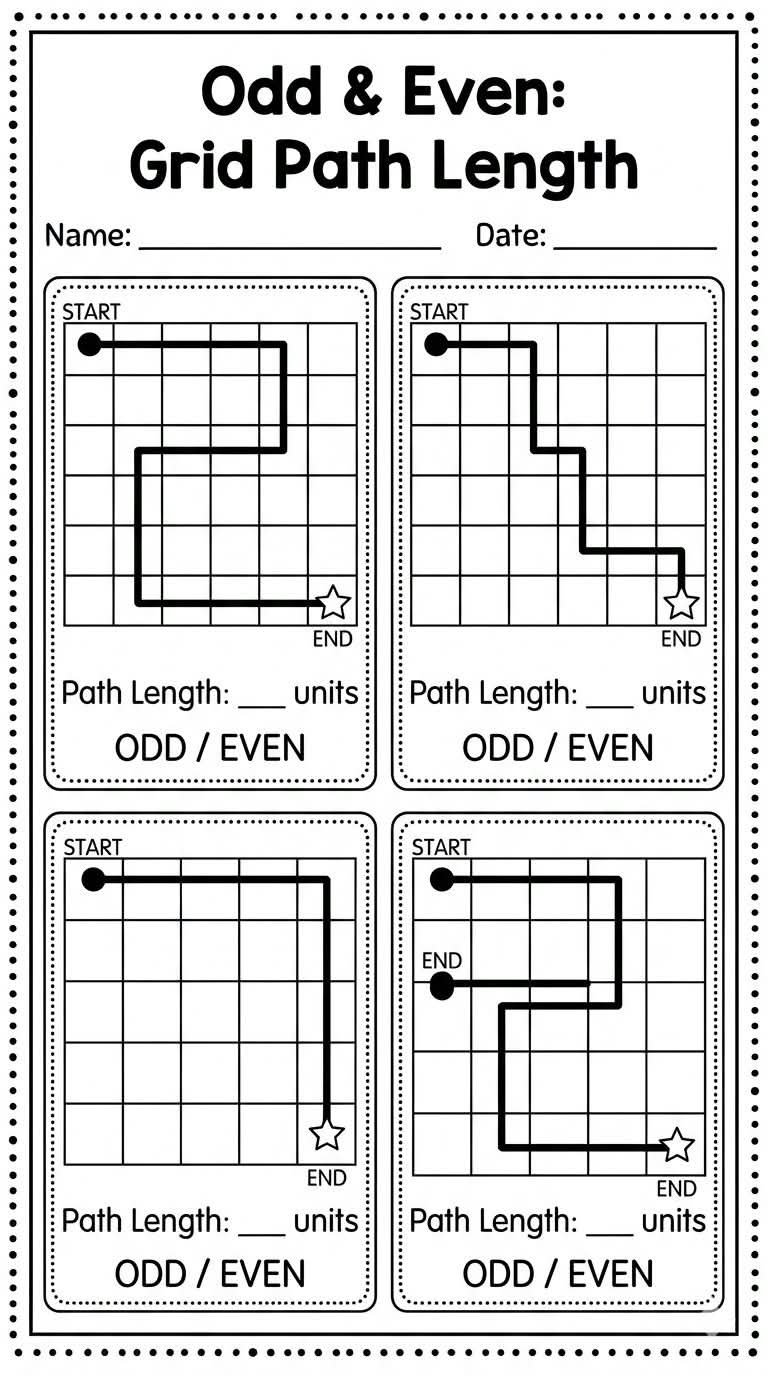 Odd & Even:
Grid Path Length
Name: ____________________ Date: ___________
START
END
Path Length: ___ units
ODD / EVEN
START
END
Path Length: ___ units
ODD / EVEN
START
END
Path Length: ___ units
ODD / EVEN
START
END
END
Path Length: ___ units
ODD / EVEN